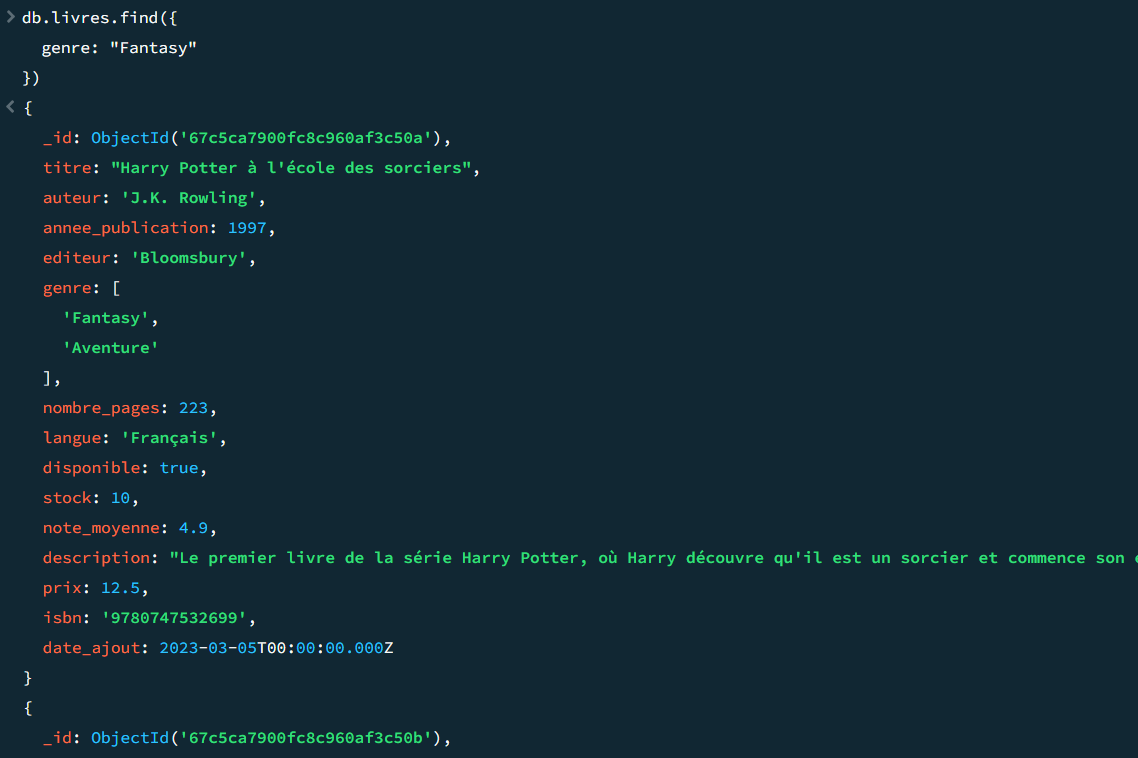 > db.livres.find({
genre: "Fantasy"
})
< {
_id: ObjectId('67c5ca7900fc8c960af3c50a'),
titre: "Harry Potter à l'école des sorciers",
auteur: 'J.K. Rowling',
annee_publication: 1997,
editeur: 'Bloomsbury',
genre: [
'Fantasy',
'Aventure'
],
nombre_pages: 223,
langue: 'Français',
disponible: true,
stock: 10,
note_moyenne: 4.9,
description: "Le premier livre de la série Harry Potter, où Harry découvre qu'il est un sorcier et commence son
prix: 12.5,
isbn: '9780747532699',
date_ajout: 2023-03-05T00:00:00.000Z
}
{
_id: ObjectId('67c5ca7900fc8c960af3c50b'),